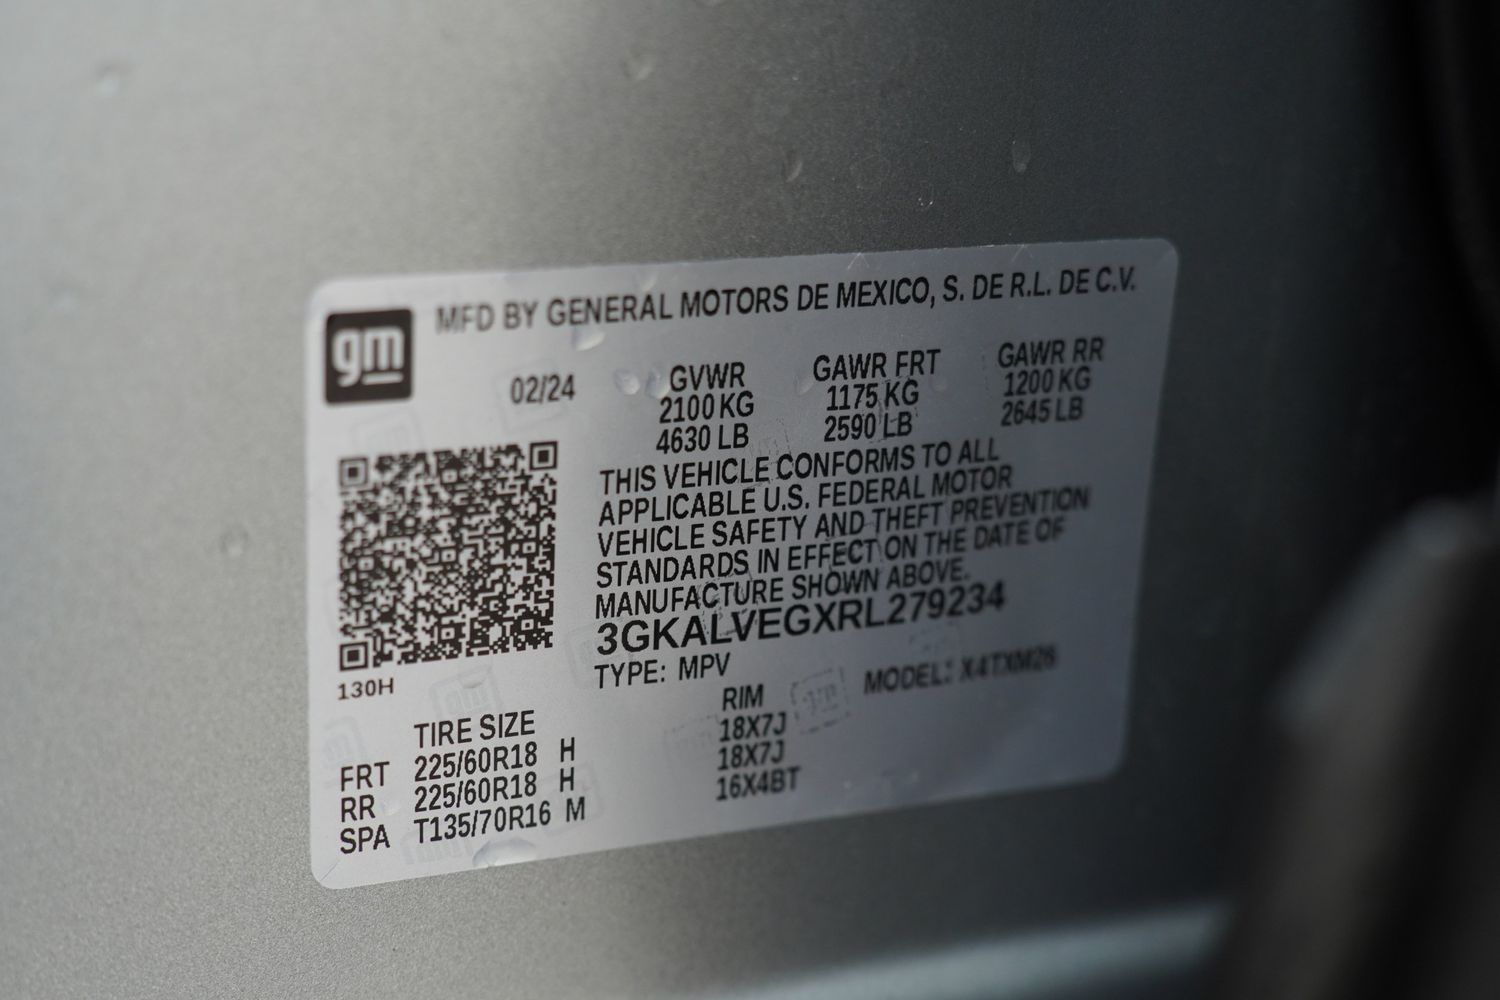 gm
MFD BY GENERAL MOTORS DE MEXICO, S. DE R.L. DE C.V.
02/24 GVWR GAWR FRT GAWR RR
2100 KG 1175 KG 1200 KG
4630 LB 2590 LB 2645 LB
THIS VEHICLE CONFORMS TO ALL
APPLICABLE U.S. FEDERAL MOTOR
VEHICLE SAFETY AND THEFT PREVENTION
STANDARDS IN EFFECT ON THE DATE OF
MANUFACTURE SHOWN ABOVE.
3GKALVEGXRL279234
TYPE: MPV MODEL: X4TXM26
130H
TIRE SIZE RIM
FRT 225/60R18 H 18X7J
RR 225/60R18 H 18X7J
SPA T135/70R16 M 16X4BT